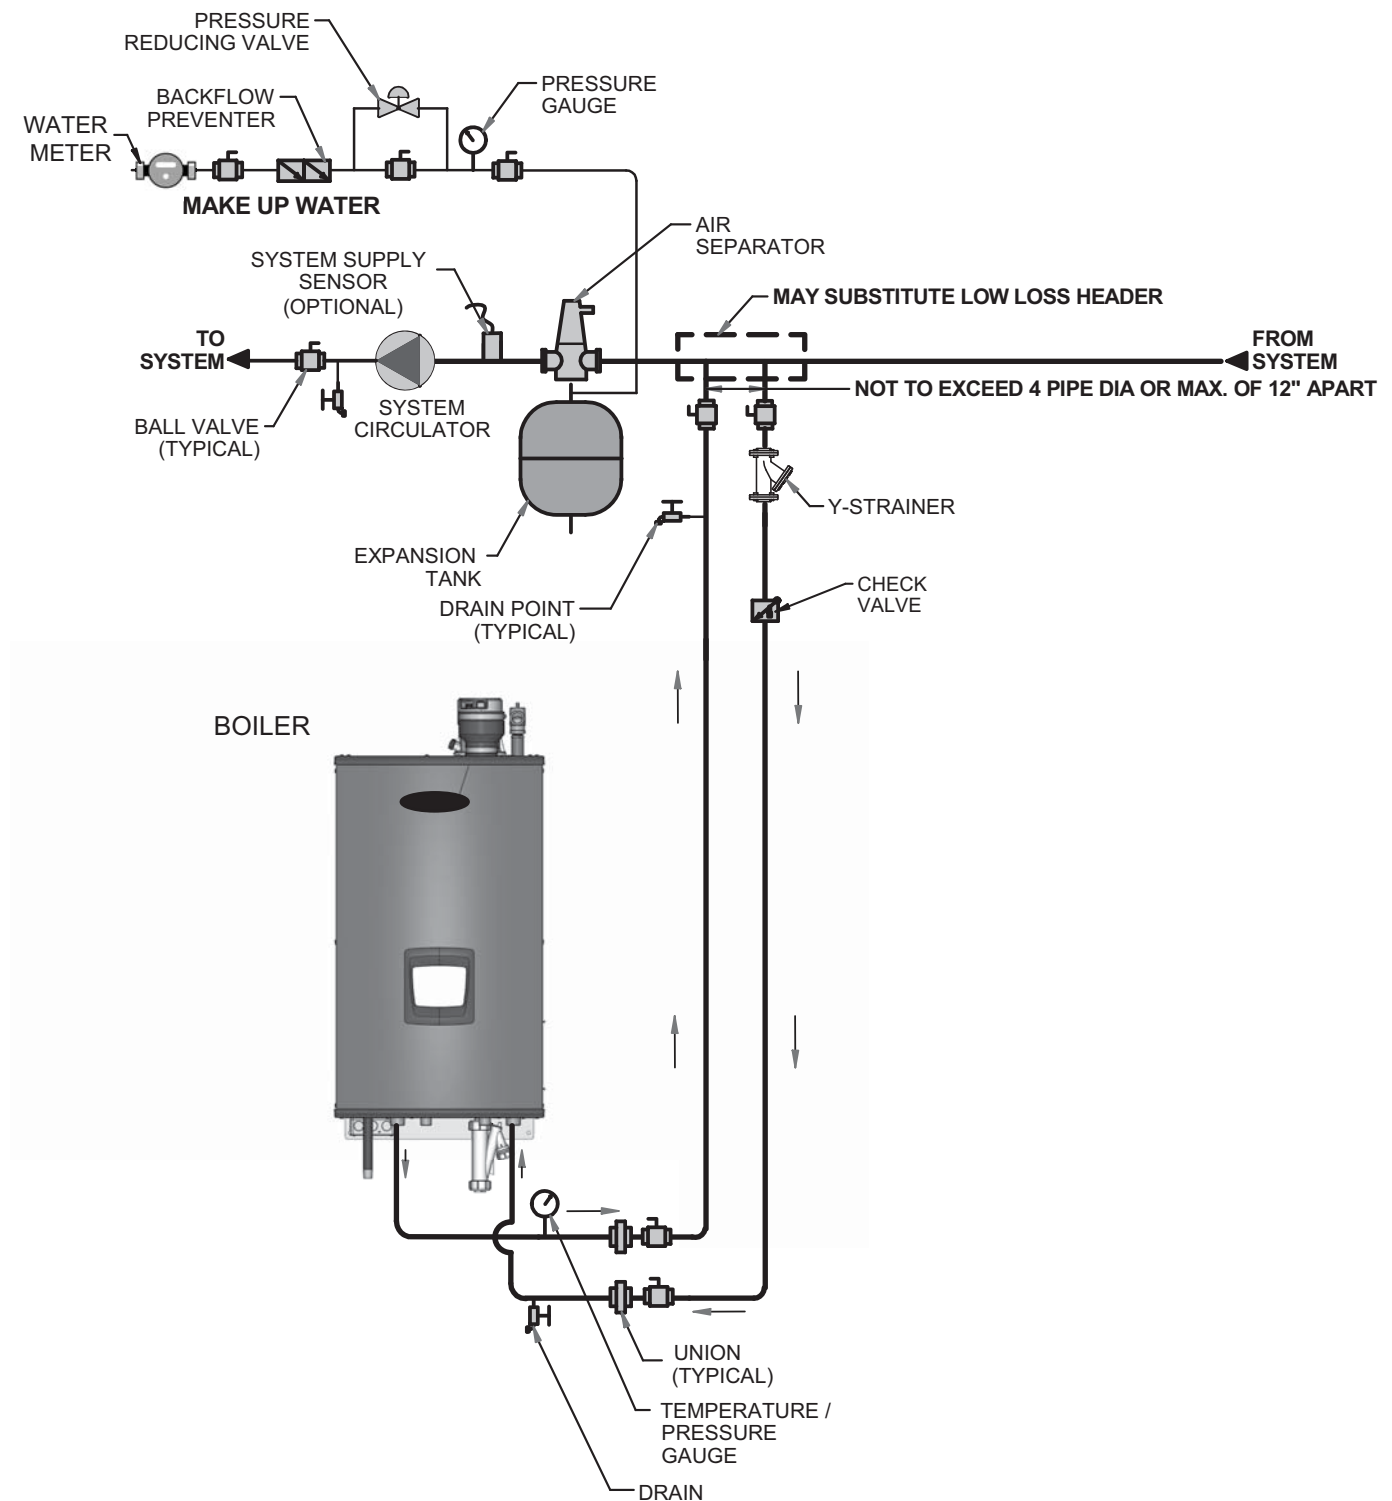 PRESSURE
REDUCING VALVE
PRESSURE
GAUGE
BACKFLOW
PREVENTER
WATER
METER
MAKE UP WATER
AIR
SEPARATOR
SYSTEM SUPPLY
SENSOR
(OPTIONAL)
MAY SUBSTITUTE LOW LOSS HEADER
TO
SYSTEM
FROM
SYSTEM
NOT TO EXCEED 4 PIPE DIA OR MAX. OF 12" APART
SYSTEM
CIRCULATOR
BALL VALVE
(TYPICAL)
Y-STRAINER
EXPANSION
TANK
DRAIN POINT
(TYPICAL)
CHECK
VALVE
BOILER
UNION
(TYPICAL)
TEMPERATURE /
PRESSURE
GAUGE
DRAIN